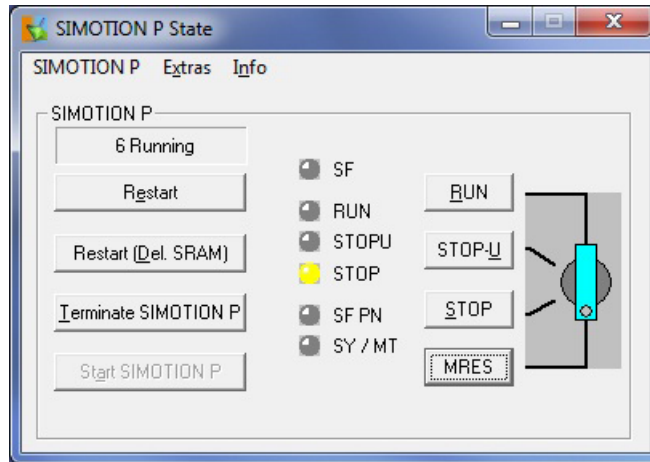 SIMOTION P State
SIMOTION P Extras Info
SIMOTION P
6 Running
Restart
Restart (Del. SRAM)
Terminate SIMOTION P
Start SIMOTION P
SF
RUN
STOPU
STOP
SF PN
SY / MT
RUN
STOP-U
STOP
MRES